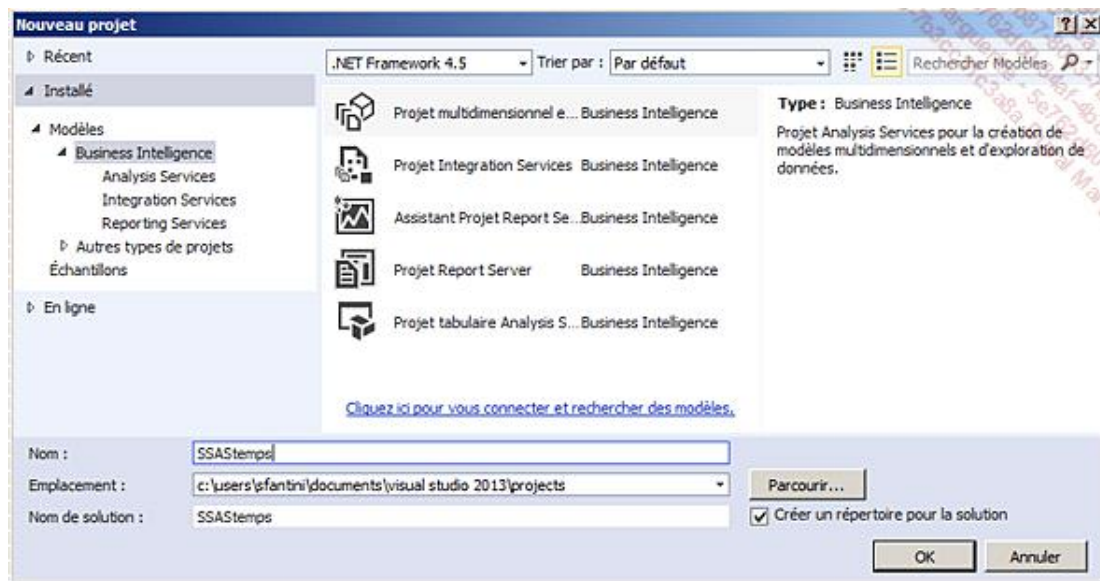 Nouveau projet
Récent
.NET Framework 4.5 Trier par : Par défaut Rechercher Modèles
Installé
Modèles
Business Intelligence
Analysis Services
Integration Services
Reporting Services
Autres types de projets
Échantillons
En ligne
Projet multidimensionnel e... Business Intelligence
Projet Integration Services Business Intelligence
Assistant Projet Report Se... Business Intelligence
Projet Report Server Business Intelligence
Projet tabulaire Analysis S... Business Intelligence
Cliquez ici pour vous connecter et rechercher des modèles.
Type : Business Intelligence
Projet Analysis Services pour la création de
modèles multidimensionnels et d'exploration de
données.
Nom : SSAStemps
Emplacement : c:\users\sfantini\documents\visual studio 2013\projects Parcourir...
Nom de solution : SSAStemps Créer un répertoire pour la solution
OK Annuler